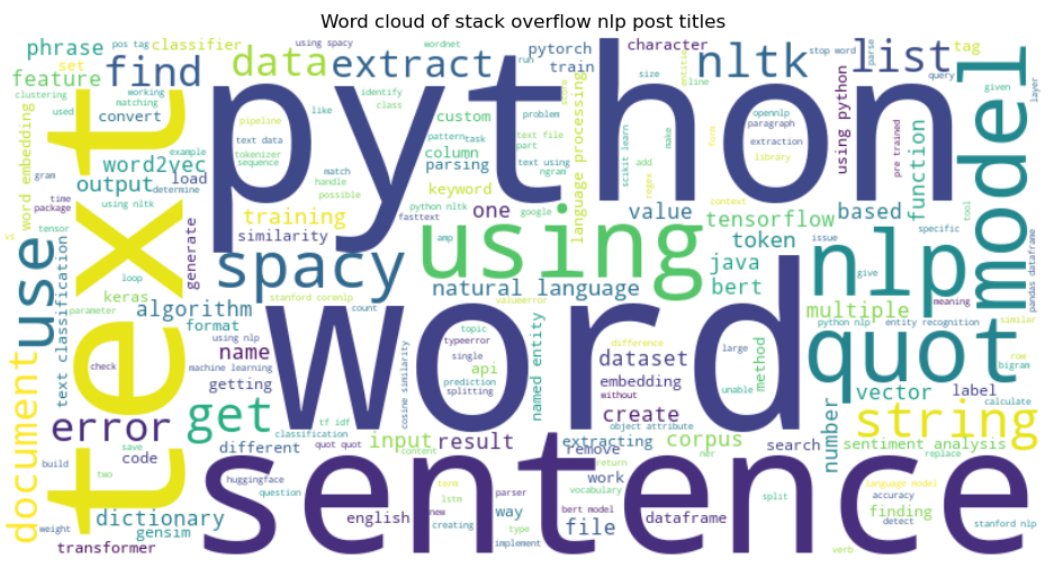 Word cloud of stack overflow nlp post titles
phrase
pos tag
classifier
using spacy
wordnet
pytorch
character
stop word
parse
tag
set
feature
find
data
extract
run
train
nltk
list
query
clustering
working
matching
used
convert
text
python
like
identify
class
custom
problem
score
size
line
entities
opennlp
paragraph
extraction
library
form
make
using python
pre trained
function
given
layer
model
word embedding
example
word2vec
pipeline
text data
tokenizer
sequence
pattern
task
column
parsing
text file
part
text using
ngram
language processing
scikit learn
add
regex
gram
output
load
determine
match
handle
possible
keyword
time
package
using nltk
training
similarity
python nltk
fasttext
one
google
value
context
tensorflow
based
specific
tool
v1
tensor
use
generate
using
amp
token
issue
nlp
spacy
java
bert
give
meaning
pandas dataframe
keras
loop
parameter
stanford corenlp
natural language
valueerror
multiple
algorithm
format
count
word
python nlp
entity recognition
similar
using nlp
name
machine learning
getting
topic
typeerror
single
api
prediction
splitting
named entity
difference
dataset
embedding
without
large
unable
method
quot
row
bigram
document
text classification
check
cosine similarity
vector
label
calculate
error
get
tf idf
create
object attribute
number
string
save
code
different
classification
quot quot
input
content
result
extracting
remove
corpus
ner
search
sentiment analysis
replace
build
two
huggingface
question
sentence
term
lstm
new
creating
parser
bert model
way
type
implement
return
work
vocabulary
file
split
language model
accuracy
finding
detect
stanford nlp
weight
dictionary
gensim
transformer
english
dataframe
verb